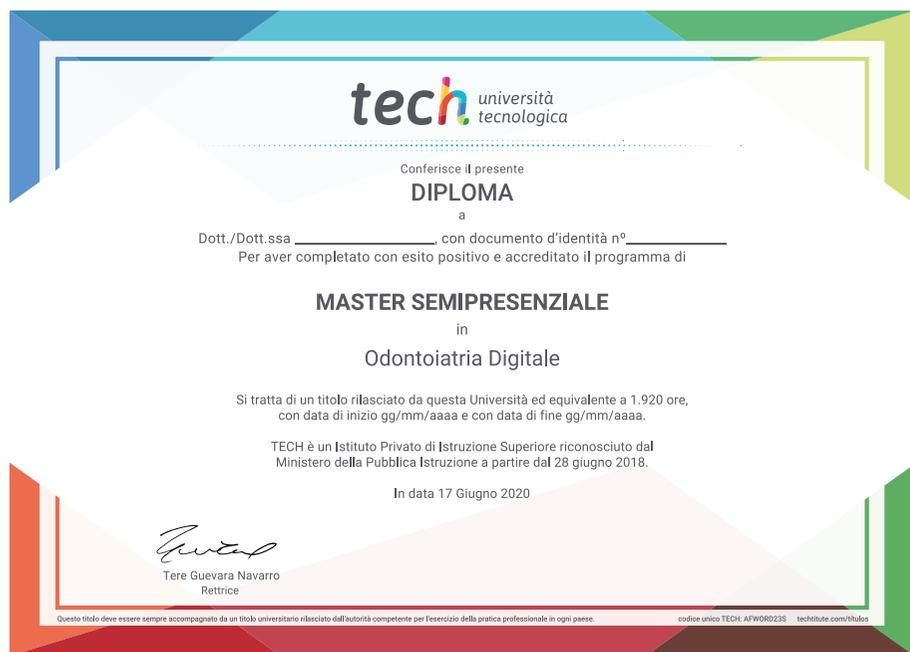 tech università
tecnologica
Conferisce il presente
DIPLOMA
a
Dott./Dott.ssa ________________, con documento d'identità nº____________
Per aver completato con esito positivo e accreditato il programma di
MASTER SEMIPRESENZIALE
in
Odontoiatria Digitale
Si tratta di un titolo rilasciato da questa Università ed equivalente a 1.920 ore,
con data di inizio gg/mm/aaaa e con data di fine gg/mm/aaaa.
TECH è un Istituto Privato di Istruzione Superiore riconosciuto dal
Ministero della Pubblica Istruzione a partire dal 28 giugno 2018.
In data 17 Giugno 2020
Tere Guevara Navarro
Rettrice
Questo titolo deve essere sempre accompagnato da un titolo universitario rilasciato dall'autorità competente per l'esercizio della pratica professionale in ogni paese.
codice unico TECH: AFWORD23S techtitute.com/titulos